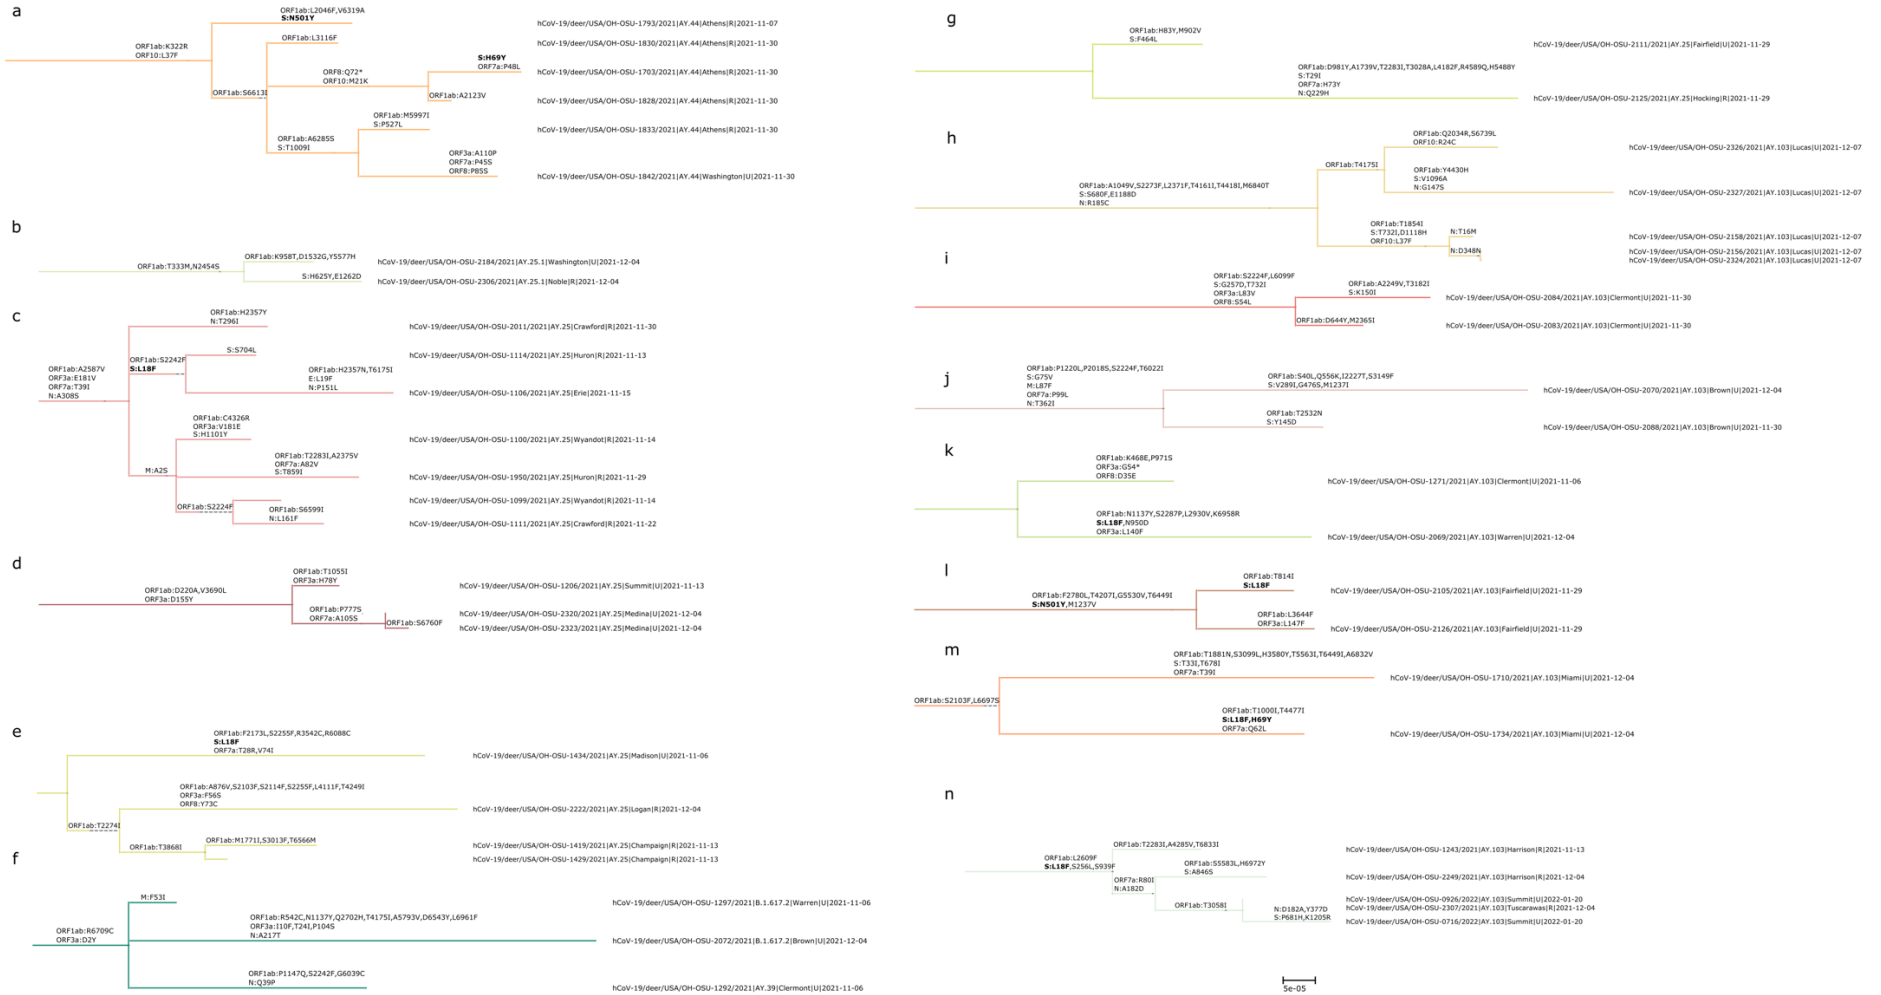 a
ORF1ab:L2046F,V6319A
S:N501Y
hCoV-19/deer/USA/OH-OSU-1793/2021|AY.44|Athens|R|2021-11-07
ORF1ab:K322R
ORF10:L37F
ORF1ab:L3116F
hCoV-19/deer/USA/OH-OSU-1830/2021|AY.44|Athens|R|2021-11-30
S:H69Y
ORF7a:P48L
ORF8:Q72*
ORF10:M21K
hCoV-19/deer/USA/OH-OSU-1703/2021|AY.44|Athens|R|2021-11-30
ORF1ab:S6613I
ORF1ab:A2123V
hCoV-19/deer/USA/OH-OSU-1828/2021|AY.44|Athens|R|2021-11-30
ORF1ab:M5997I
S:P527L
hCoV-19/deer/USA/OH-OSU-1833/2021|AY.44|Athens|R|2021-11-30
ORF1ab:A6285S
S:T1009I
ORF3a:A110P
ORF7a:P45S
ORF8:P85S
hCoV-19/deer/USA/OH-OSU-1842/2021|AY.44|Washington|U|2021-11-30
b
ORF1ab:T333M,N2454S
ORF1ab:K958T,D1532G,Y5577H
hCoV-19/deer/USA/OH-OSU-2184/2021|AY.25.1|Washington|U|2021-12-04
S:H625Y,E1262D
hCoV-19/deer/USA/OH-OSU-2306/2021|AY.25.1|Noble|R|2021-12-04
c
ORF1ab:H2357Y
N:T296I
hCoV-19/deer/USA/OH-OSU-2011/2021|AY.25|Crawford|R|2021-11-30
S:S704L
hCoV-19/deer/USA/OH-OSU-1114/2021|AY.25|Huron|R|2021-11-13
ORF1ab:S2242F
S:L18F
ORF1ab:A2587V
ORF3a:E181V
ORF7a:T39I
N:A308S
ORF1ab:H2357N,T6175I
E:L19F
N:P151L
hCoV-19/deer/USA/OH-OSU-1106/2021|AY.25|Erie|U|2021-11-15
ORF1ab:C4326R
ORF3a:V181E
S:H1101Y
hCoV-19/deer/USA/OH-OSU-1100/2021|AY.25|Wyandot|R|2021-11-14
M:A2S
ORF1ab:T2283I,A2375V
ORF7a:A82V
S:T859I
hCoV-19/deer/USA/OH-OSU-1950/2021|AY.25|Huron|R|2021-11-29
ORF1ab:S2224F
hCoV-19/deer/USA/OH-OSU-1099/2021|AY.25|Wyandot|R|2021-11-14
ORF1ab:S6599I
N:L161F
hCoV-19/deer/USA/OH-OSU-1111/2021|AY.25|Crawford|R|2021-11-22
d
ORF1ab:D220A,V3690L
ORF3a:D155Y
ORF1ab:T1055I
ORF3a:H78Y
hCoV-19/deer/USA/OH-OSU-1206/2021|AY.25|Summit|U|2021-11-13
ORF1ab:P777S
ORF7a:A105S
hCoV-19/deer/USA/OH-OSU-2320/2021|AY.25|Medina|U|2021-12-04
ORF1ab:S6760F
hCoV-19/deer/USA/OH-OSU-2323/2021|AY.25|Medina|U|2021-12-04
e
ORF1ab:F2173L,S2255F,R3542C,R6088C
S:L18F
ORF7a:T28R,V74I
hCoV-19/deer/USA/OH-OSU-1434/2021|AY.25|Madison|U|2021-11-06
ORF1ab:A876V,S2103F,S2114F,S2255F,L4111F,T4249I
ORF3a:F56S
ORF8:Y73C
hCoV-19/deer/USA/OH-OSU-2222/2021|AY.25|Logan|R|2021-12-04
ORF1ab:T2274I
ORF1ab:T3868I
ORF1ab:M1771I,S3013F,T6566M
hCoV-19/deer/USA/OH-OSU-1419/2021|AY.25|Champaign|R|2021-11-13
hCoV-19/deer/USA/OH-OSU-1429/2021|AY.25|Champaign|R|2021-11-13
f
M:F53I
hCoV-19/deer/USA/OH-OSU-1297/2021|B.1.617.2|Warren|U|2021-11-06
ORF1ab:R6709C
ORF3a:D2Y
ORF1ab:R542C,N1137Y,Q2702H,T4175I,A5793V,D6543Y,L6961F
ORF3a:I10F,T24I,P104S
N:A217T
hCoV-19/deer/USA/OH-OSU-2072/2021|B.1.617.2|Brown|U|2021-12-04
ORF1ab:P1147Q,S2242F,G6039C
N:Q39P
hCoV-19/deer/USA/OH-OSU-1292/2021|AY.39|Clermont|U|2021-11-06
g
ORF1ab:H83Y,M902V
S:F464L
hCoV-19/deer/USA/OH-OSU-2111/2021|AY.25|Fairfield|U|2021-11-29
ORF1ab:D981Y,A1739V,T2283I,T3028A,L4182F,R4589Q,H5488Y
S:T29I
ORF7a:H73Y
N:Q229H
hCoV-19/deer/USA/OH-OSU-2125/2021|AY.25|Hocking|R|2021-11-29
h
ORF1ab:Q2034R,S6739L
ORF10:R24C
hCoV-19/deer/USA/OH-OSU-2326/2021|AY.103|Lucas|U|2021-12-07
ORF1ab:T4175I
ORF1ab:Y4430H
S:V1096A
N:G147S
hCoV-19/deer/USA/OH-OSU-2327/2021|AY.103|Lucas|U|2021-12-07
ORF1ab:A1049V,S2273F,L2371F,T4161I,T4418I,M6840T
S:S680F,E1188D
N:R185C
ORF1ab:T1854I
S:T732I,D1118H
ORF10:L37F
N:T16M
hCoV-19/deer/USA/OH-OSU-2158/2021|AY.103|Lucas|U|2021-12-07
N:D348N
hCoV-19/deer/USA/OH-OSU-2156/2021|AY.103|Lucas|U|2021-12-07
hCoV-19/deer/USA/OH-OSU-2324/2021|AY.103|Lucas|U|2021-12-07
i
ORF1ab:S2224F,L6099F
S:G257D,T732I
ORF3a:L83V
ORF8:S54L
ORF1ab:A2249V,T3182I
S:K150I
hCoV-19/deer/USA/OH-OSU-2084/2021|AY.103|Clermont|U|2021-11-30
ORF1ab:D644Y,M2365I
hCoV-19/deer/USA/OH-OSU-2083/2021|AY.103|Clermont|U|2021-11-30
j
ORF1ab:P1220L,P2018S,S2224F,T6022I
S:G75V
M:L87F
ORF7a:P99L
N:T362I
ORF1ab:S40L,Q556K,I2227T,S3149F
S:V289I,G476S,M1237I
hCoV-19/deer/USA/OH-OSU-2070/2021|AY.103|Brown|U|2021-12-04
ORF1ab:T2532N
S:Y145D
hCoV-19/deer/USA/OH-OSU-2088/2021|AY.103|Brown|U|2021-11-30
k
ORF1ab:K468E,P971S
ORF3a:G54*
ORF8:D35E
hCoV-19/deer/USA/OH-OSU-1271/2021|AY.103|Clermont|U|2021-11-06
ORF1ab:N1137Y,S2287P,L2930V,K6958R
S:L18F,N950D
ORF3a:L140F
hCoV-19/deer/USA/OH-OSU-2069/2021|AY.103|Warren|U|2021-12-04
l
ORF1ab:F2780L,T4207I,G5530V,T6449I
S:N501Y,M1237V
ORF1ab:T814I
S:L18F
hCoV-19/deer/USA/OH-OSU-2105/2021|AY.103|Fairfield|U|2021-11-29
ORF1ab:L3644F
ORF3a:L147F
hCoV-19/deer/USA/OH-OSU-2126/2021|AY.103|Fairfield|U|2021-11-29
m
ORF1ab:T1881N,S3099L,H3580Y,T5563I,T6449I,A6832V
S:T33I,T678I
ORF7a:T39I
hCoV-19/deer/USA/OH-OSU-1710/2021|AY.103|Miami|U|2021-12-04
ORF1ab:S2103F,L6697S
ORF1ab:T1000I,T4477I
S:L18F,H69Y
ORF7a:Q62L
hCoV-19/deer/USA/OH-OSU-1734/2021|AY.103|Miami|U|2021-12-04
n
ORF1ab:T2283I,A4285V,T6833I
hCoV-19/deer/USA/OH-OSU-1243/2021|AY.103|Harrison|R|2021-11-13
ORF1ab:L2609F
S:L18F,S256L,S939F
ORF1ab:S5583L,H6972Y
S:A846S
hCoV-19/deer/USA/OH-OSU-2249/2021|AY.103|Harrison|R|2021-12-04
ORF7a:R80I
N:A182D
ORF1ab:T3058I
hCoV-19/deer/USA/OH-OSU-0926/2022|AY.103|Summit|U|2022-01-20
hCoV-19/deer/USA/OH-OSU-2307/2021|AY.103|Tuscarawas|R|2021-12-04
N:D182A,Y377D
S:P681H,K1205R
hCoV-19/deer/USA/OH-OSU-0716/2022|AY.103|Summit|U|2022-01-20
5e-05